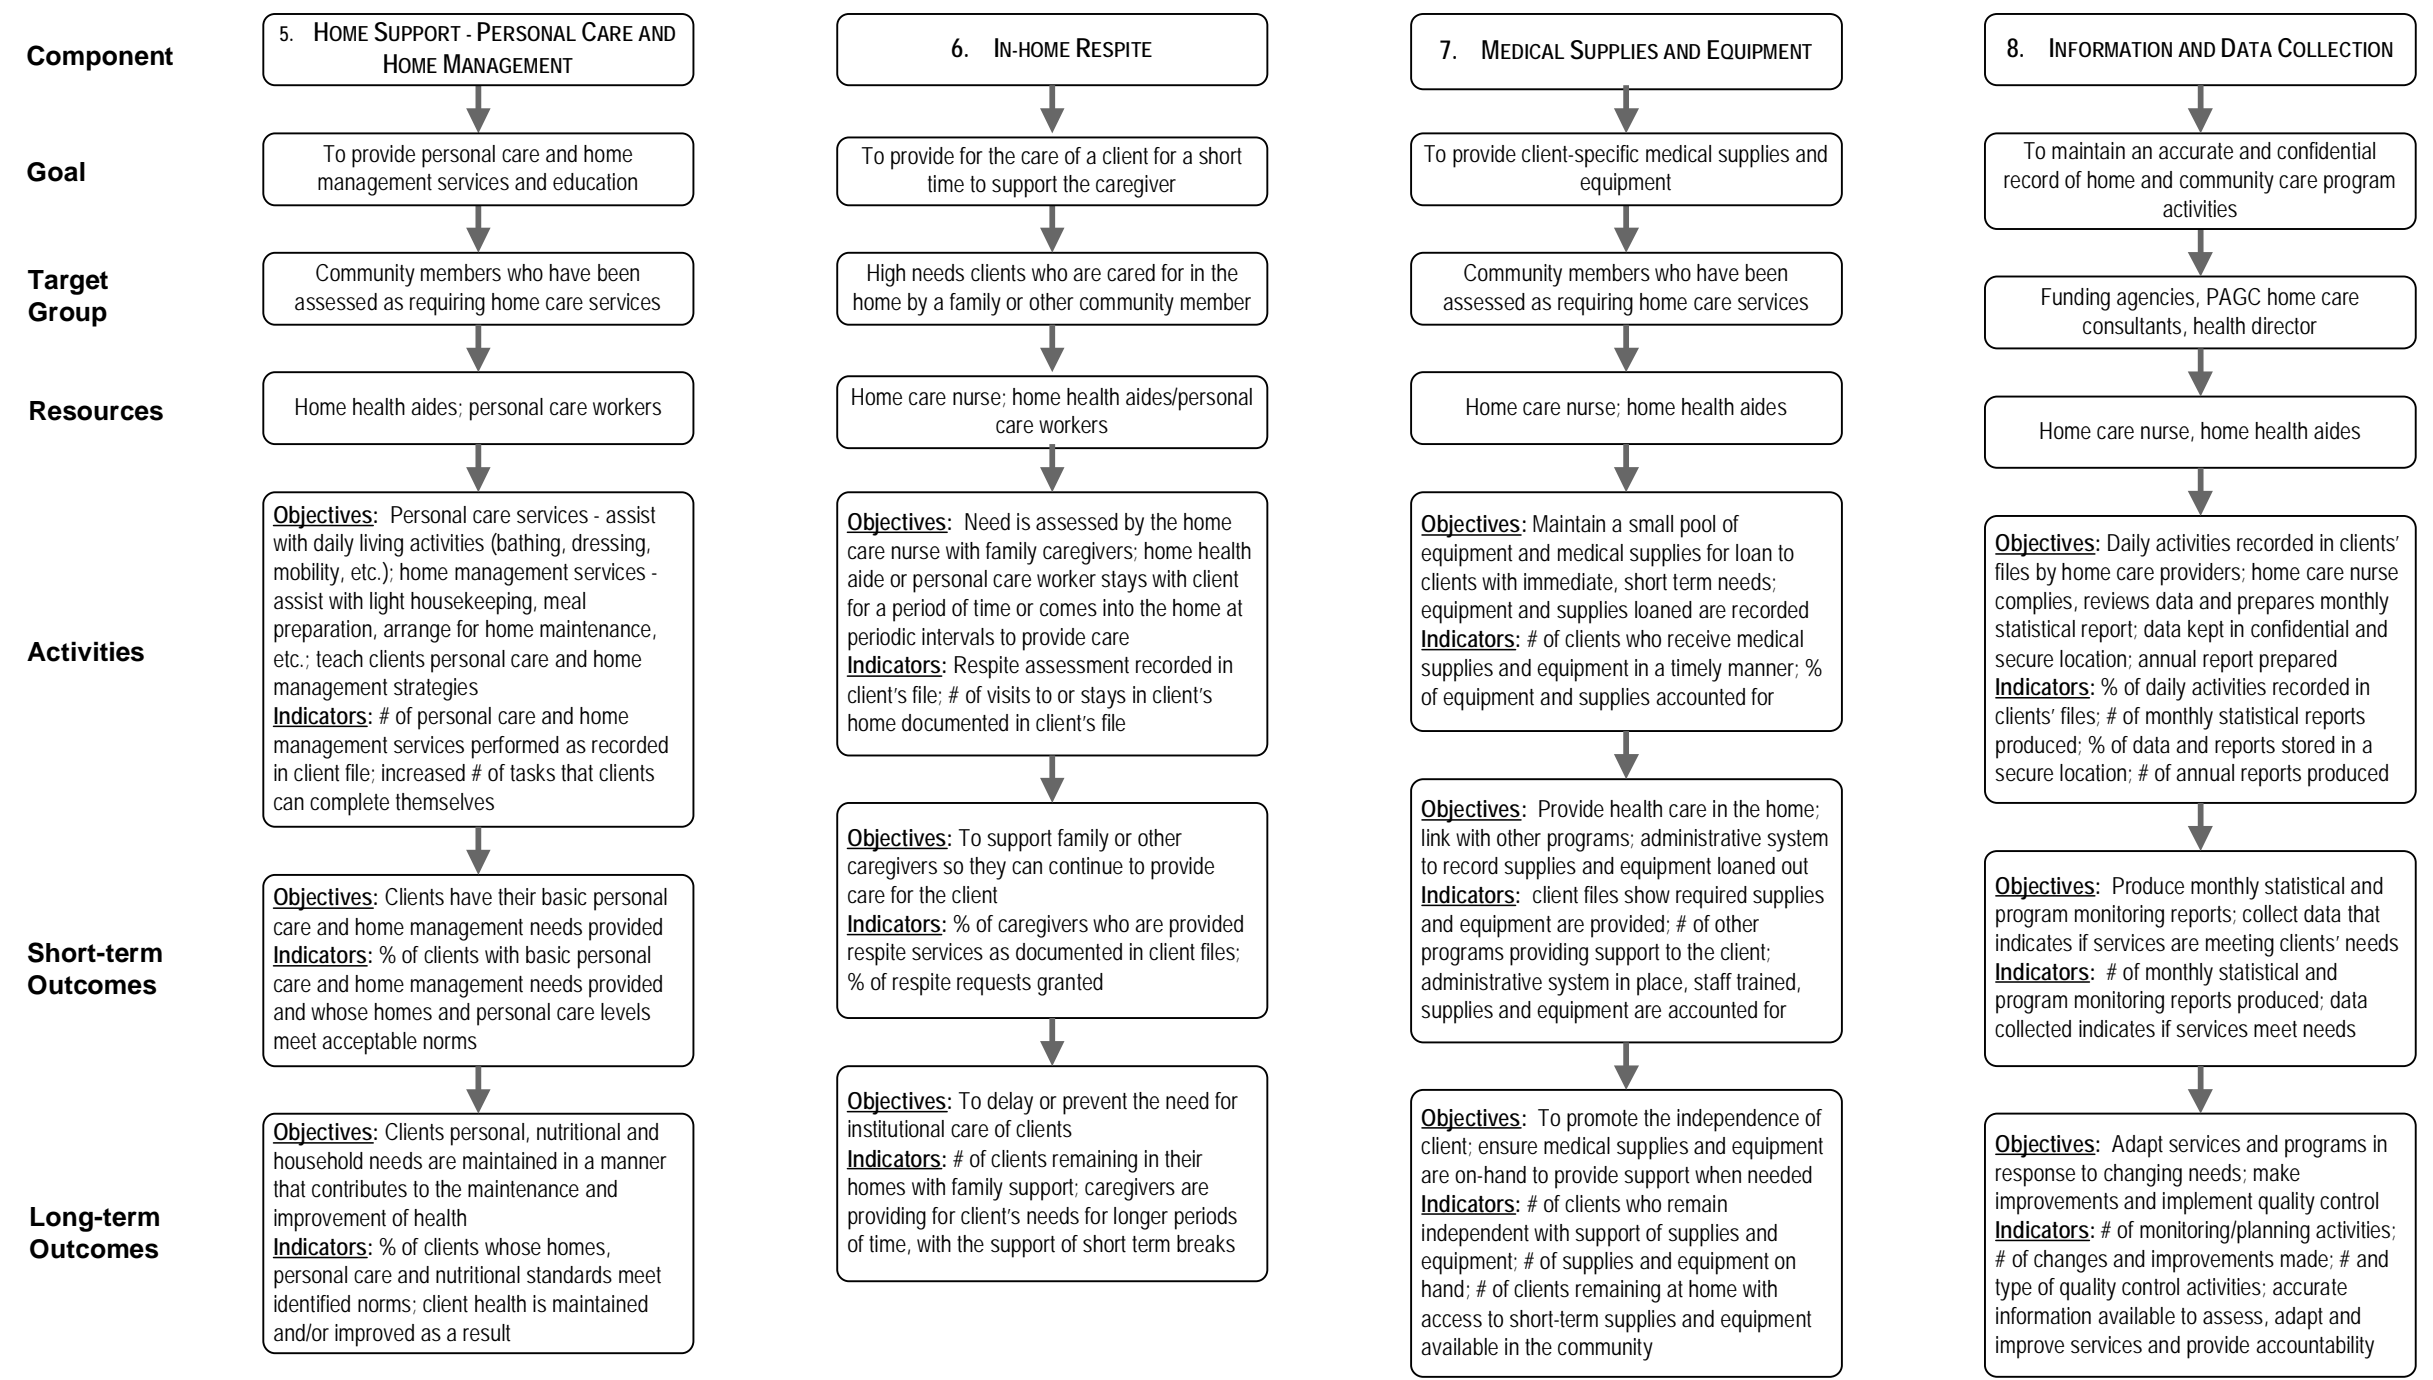 Component
5. HOME SUPPORT - PERSONAL CARE AND
HOME MANAGEMENT
6. IN-HOME RESPITE
7. MEDICAL SUPPLIES AND EQUIPMENT
8. INFORMATION AND DATA COLLECTION
Goal
To provide personal care and home
management services and education
To provide for the care of a client for a short
time to support the caregiver
To provide client-specific medical supplies and
equipment
To maintain an accurate and confidential
record of home and community care program
activities
Target
Group
Community members who have been
assessed as requiring home care services
High needs clients who are cared for in the
home by a family or other community member
Community members who have been
assessed as requiring home care services
Funding agencies, PAGC home care
consultants, health director
Resources
Home health aides; personal care workers
Home care nurse; home health aides/personal
care workers
Home care nurse; home health aides
Home care nurse, home health aides
Activities
Objectives: Personal care services - assist
with daily living activities (bathing, dressing,
mobility, etc.); home management services -
assist with light housekeeping, meal
preparation, arrange for home maintenance,
etc.; teach clients personal care and home
management strategies
Indicators: # of personal care and home
management services performed as recorded
in client file; increased # of tasks that clients
can complete themselves
Objectives: Need is assessed by the home
care nurse with family caregivers; home health
aide or personal care worker stays with client
for a period of time or comes into the home at
periodic intervals to provide care
Indicators: Respite assessment recorded in
client's file; # of visits to or stays in client's
home documented in client's file
Objectives: Maintain a small pool of
equipment and medical supplies for loan to
clients with immediate, short term needs;
equipment and supplies loaned are recorded
Indicators: # of clients who receive medical
supplies and equipment in a timely manner; %
of equipment and supplies accounted for
Objectives: Daily activities recorded in clients'
files by home care providers; home care nurse
complies, reviews data and prepares monthly
statistical report; data kept in confidential and
secure location; annual report prepared
Indicators: % of daily activities recorded in
clients' files; # of monthly statistical reports
produced; % of data and reports stored in a
secure location; # of annual reports produced
Short-term
Outcomes
Objectives: Clients have their basic personal
care and home management needs provided
Indicators: % of clients with basic personal
care and home management needs provided
and whose homes and personal care levels
meet acceptable norms
Objectives: To support family or other
caregivers so they can continue to provide
care for the client
Indicators: % of caregivers who are provided
respite services as documented in client files;
% of respite requests granted
Objectives: Provide health care in the home;
link with other programs; administrative system
to record supplies and equipment loaned out
Indicators: client files show required supplies
and equipment are provided; # of other
programs providing support to the client;
administrative system in place, staff trained,
supplies and equipment are accounted for
Objectives: Produce monthly statistical and
program monitoring reports; collect data that
indicates if services are meeting clients' needs
Indicators: # of monthly statistical and
program monitoring reports produced; data
collected indicates if services meet needs
Long-term
Outcomes
Objectives: Clients personal, nutritional and
household needs are maintained in a manner
that contributes to the maintenance and
improvement of health
Indicators: % of clients whose homes,
personal care and nutritional standards meet
identified norms; client health is maintained
and/or improved as a result
Objectives: To delay or prevent the need for
institutional care of clients
Indicators: # of clients remaining in their
homes with family support; caregivers are
providing for client's needs for longer periods
of time, with the support of short term breaks
Objectives: To promote the independence of
client; ensure medical supplies and equipment
are on-hand to provide support when needed
Indicators: # of clients who remain
independent with support of supplies and
equipment; # of supplies and equipment on
hand; # of clients remaining at home with
access to short-term supplies and equipment
available in the community
Objectives: Adapt services and programs in
response to changing needs; make
improvements and implement quality control
Indicators: # of monitoring/planning activities;
# of changes and improvements made; # and
type of quality control activities; accurate
information available to assess, adapt and
improve services and provide accountability